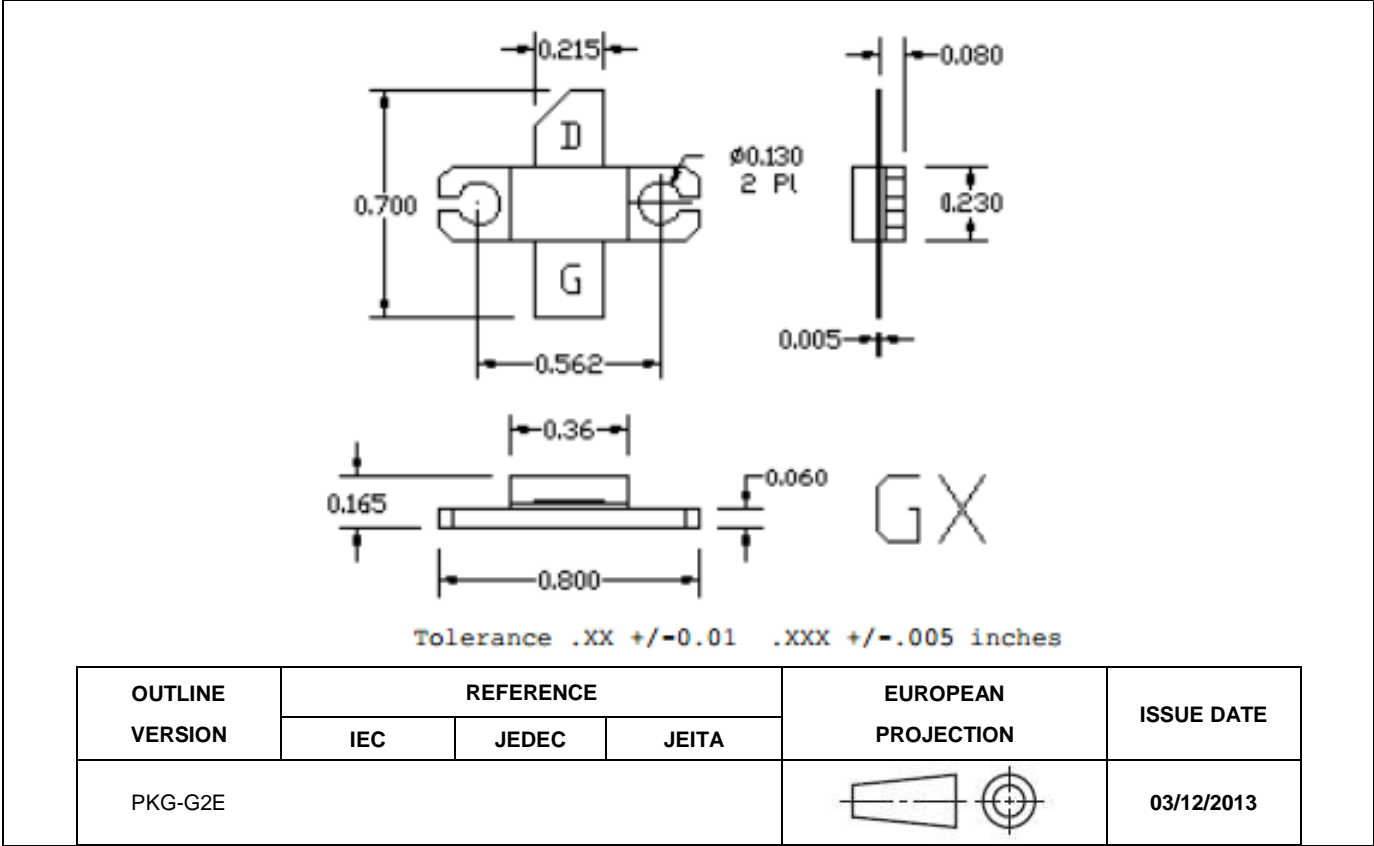 0.215
0.080
D
ø0.130
2 Pl
0.700
0.230
G
0.005
0.562
0.36
0.060
0.165
GX
0.800
Tolerance .XX +/-0.01 .XXX +/-.005 inches
OUTLINE VERSION
REFERENCE
EUROPEAN PROJECTION
ISSUE DATE
IEC
JEDEC
JEITA
PKG-G2E
03/12/2013